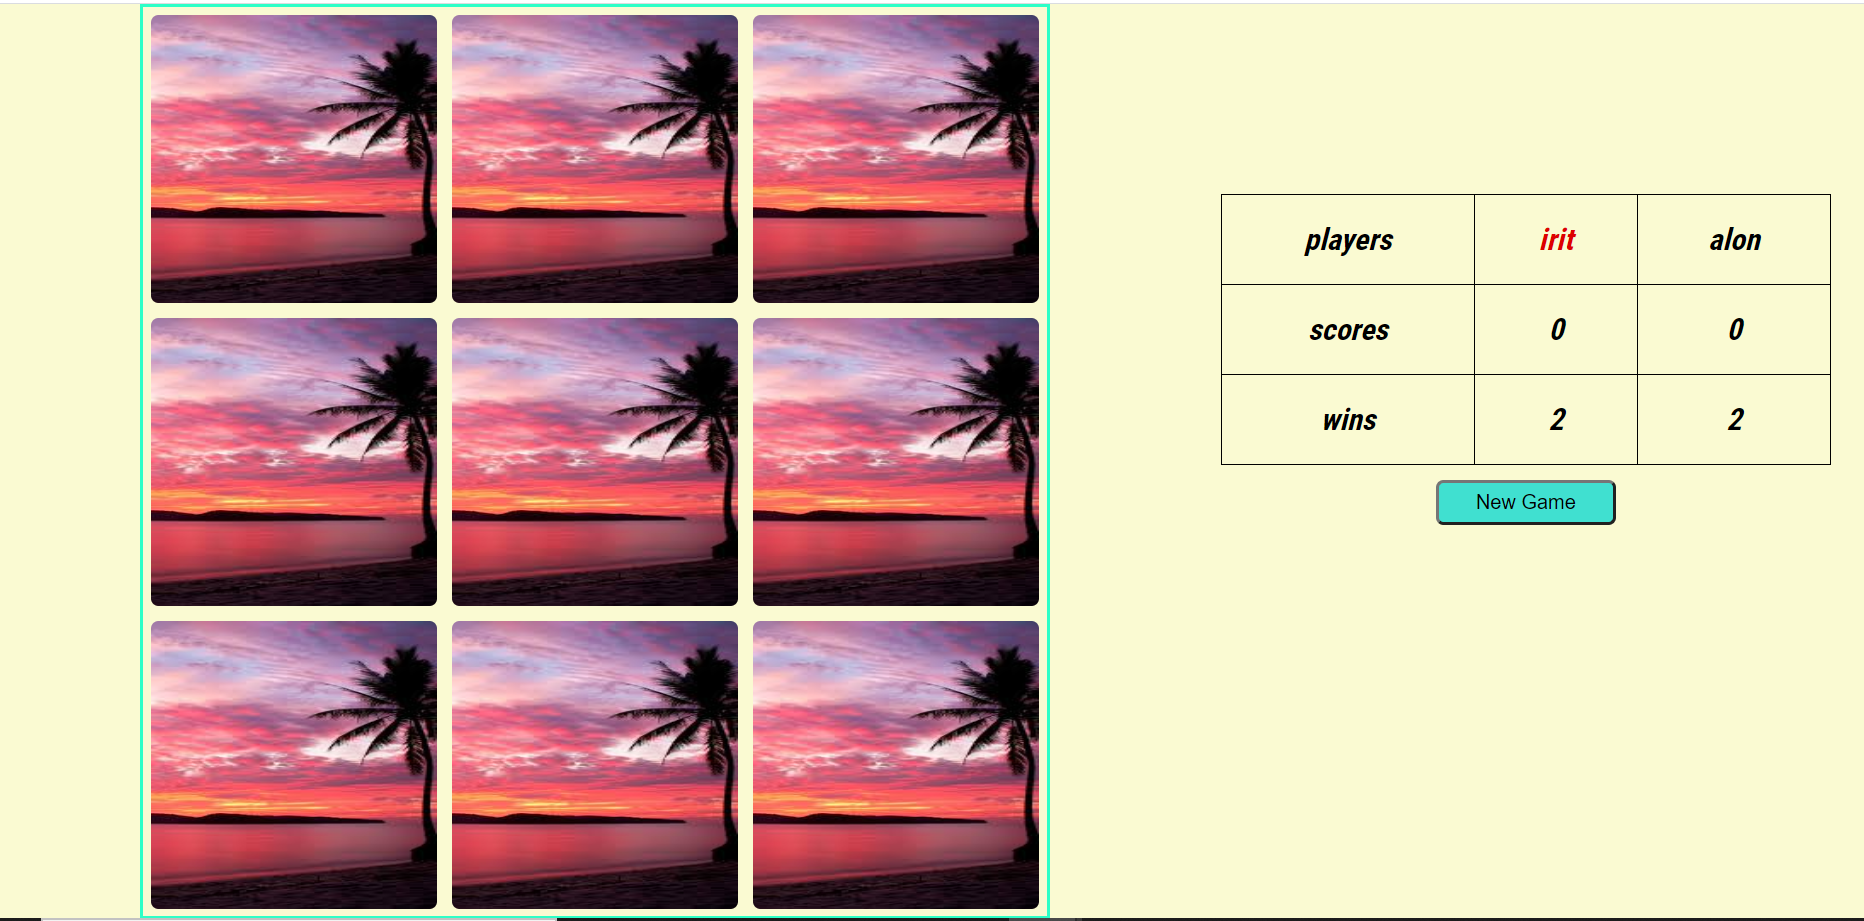 players irit alon
scores 0 0
wins 2 2
New Game